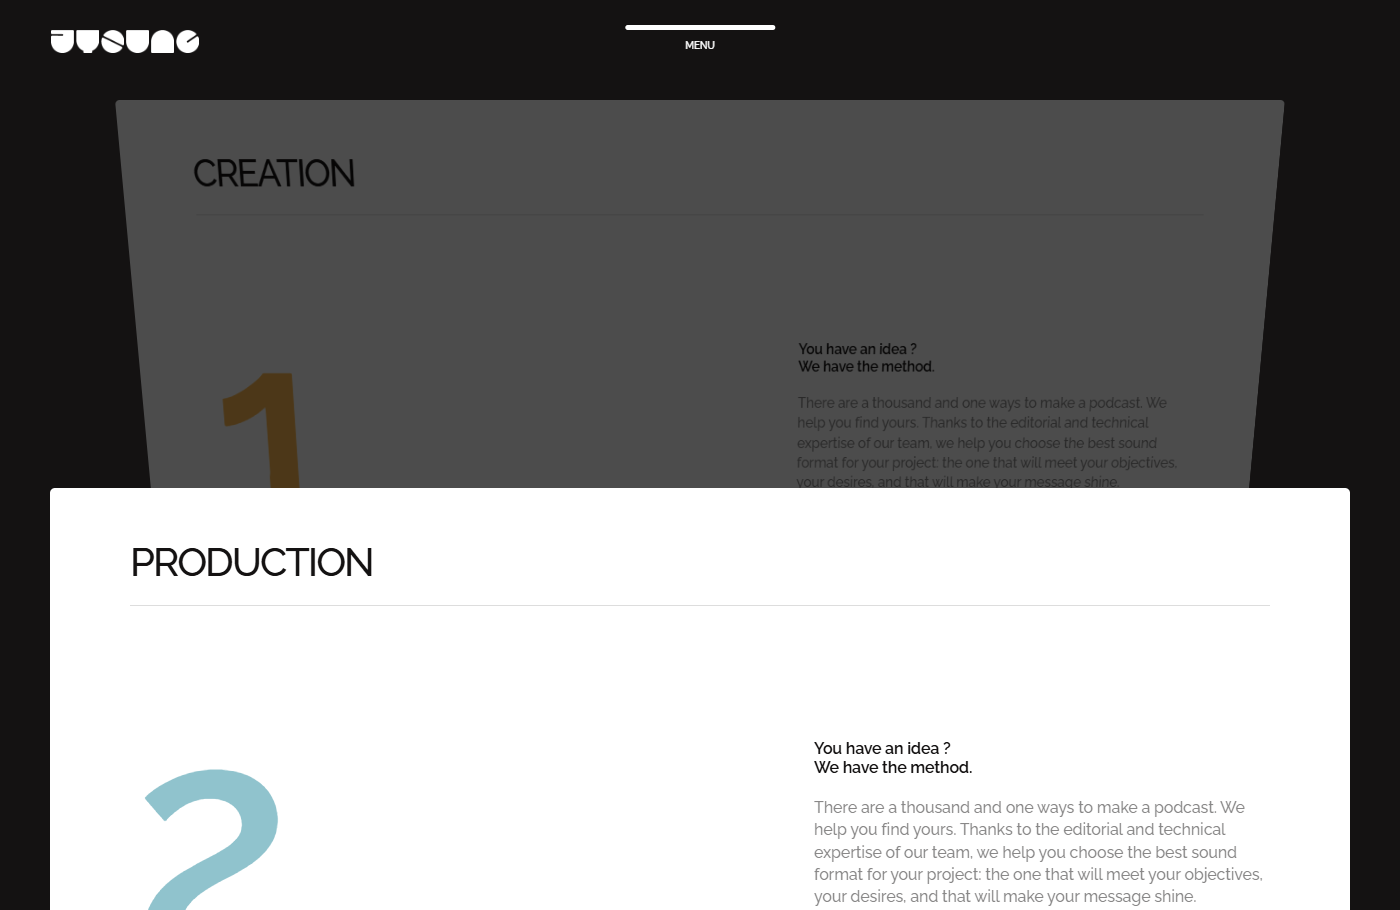 MENU
CREATION
1
You have an idea ?
We have the method.
There are a thousand and one ways to make a podcast. We
help you find yours. Thanks to the editorial and technical
expertise of our team, we help you choose the best sound
format for your project: the one that will meet your objectives,
your desires, and that will make your message shine.
PRODUCTION
2
You have an idea ?
We have the method.
There are a thousand and one ways to make a podcast. We
help you find yours. Thanks to the editorial and technical
expertise of our team, we help you choose the best sound
format for your project: the one that will meet your objectives,
your desires, and that will make your message shine.